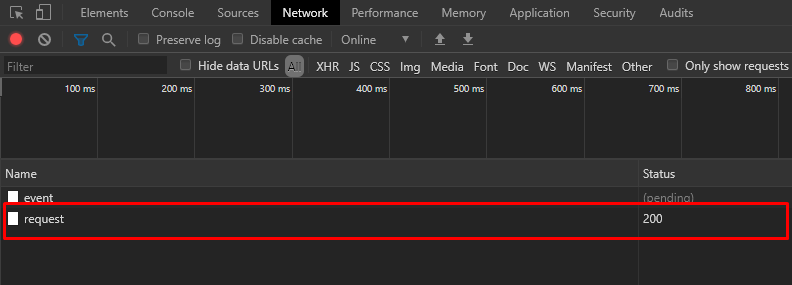 Elements Console Sources Network Performance Memory Application Security Audits
Preserve log Disable cache Online
Filter Hide data URLs All XHR JS CSS Img Media Font Doc WS Manifest Other Only show requests
100 ms 200 ms 300 ms 400 ms 500 ms 600 ms 700 ms 800 ms
Name Status
event (pending)
request 200